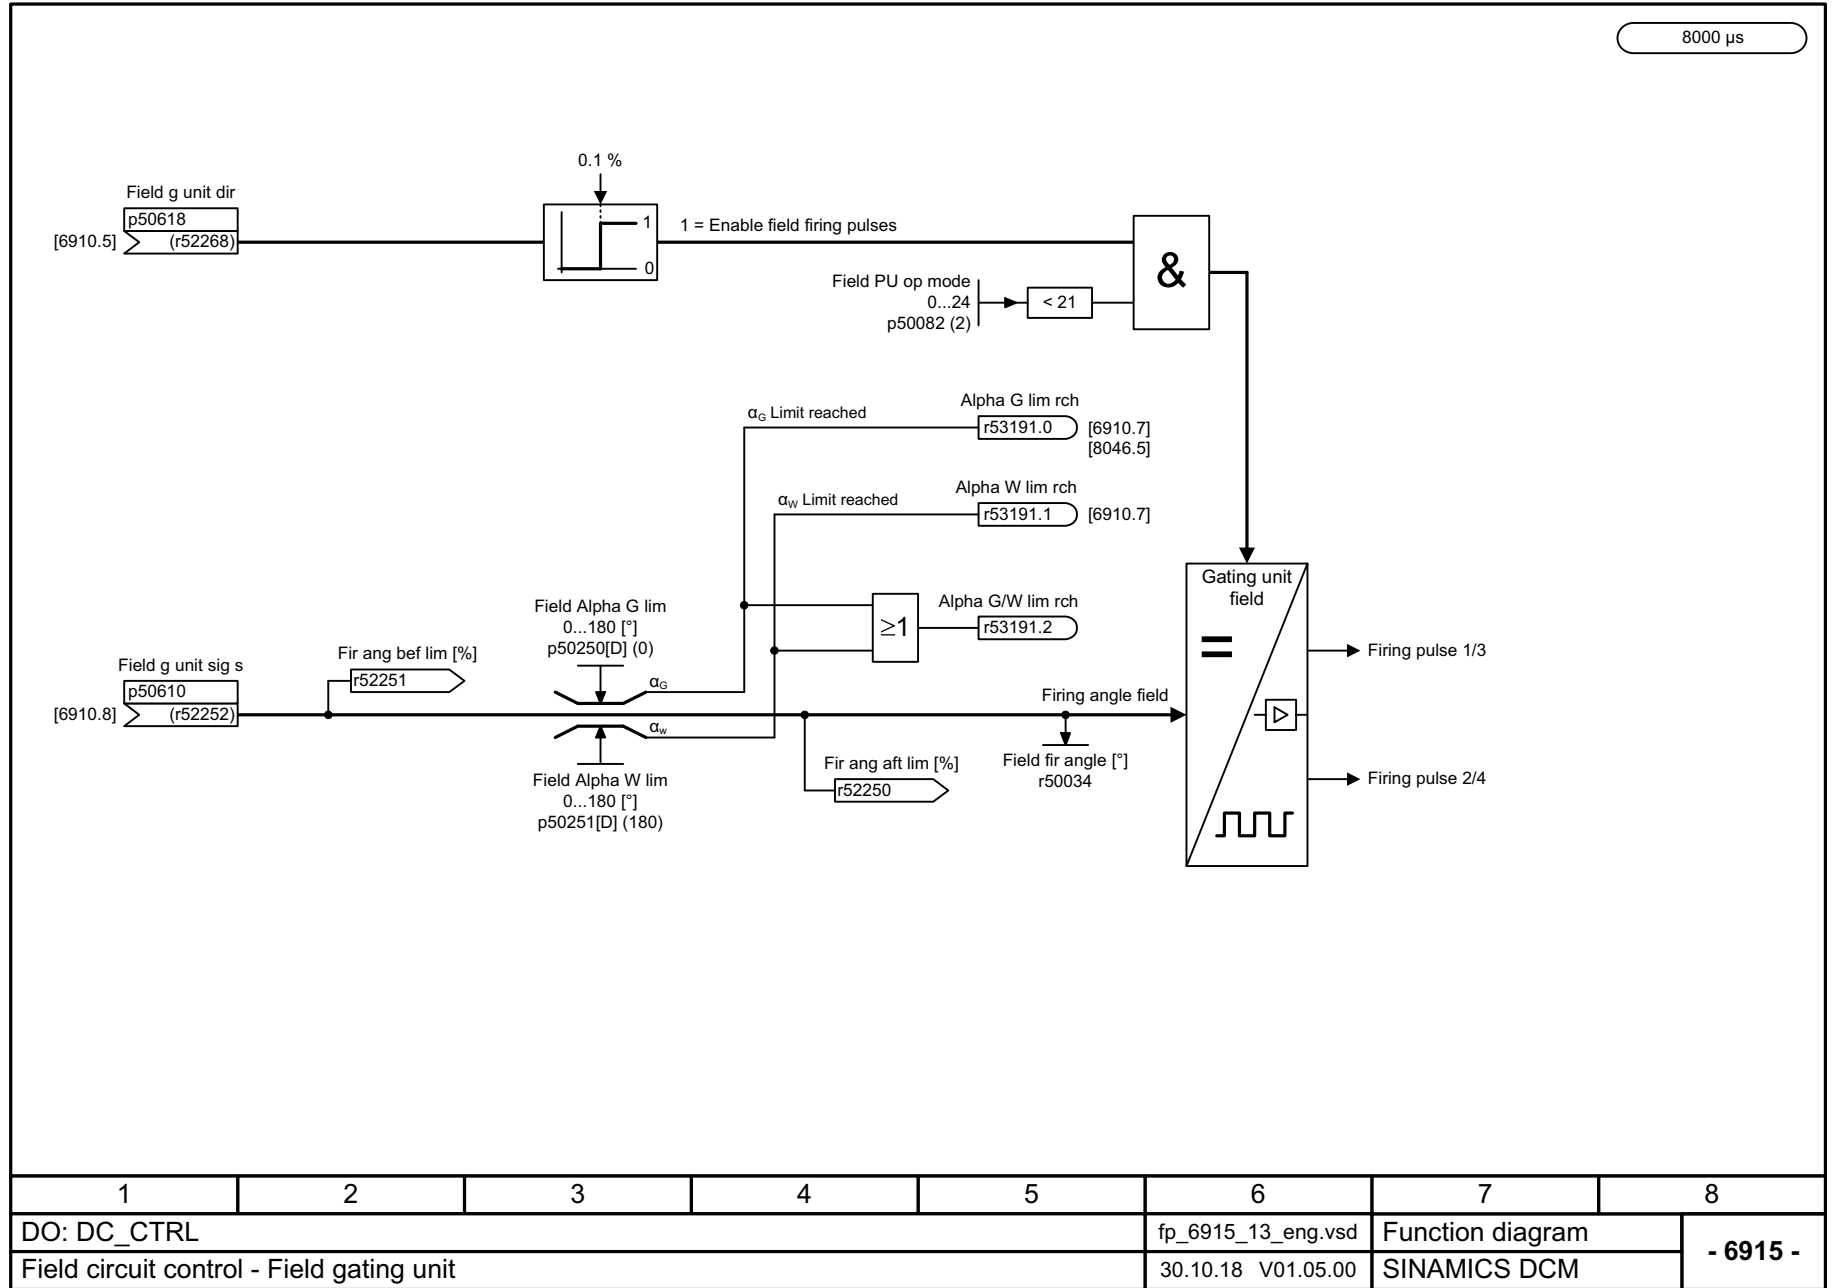 8000 µs
0.1 %
Field g unit dir
p50618
[6910.5]
(r52268)
1
0
1 = Enable field firing pulses
&
Field PU op mode
0...24
p50082 (2)
< 21
αG Limit reached
Alpha G lim rch
r53191.0
[6910.7]
[8046.5]
αW Limit reached
Alpha W lim rch
r53191.1
[6910.7]
Gating unit
field
Field Alpha G lim
0...180 [°]
p50250[D] (0)
≥1
Alpha G/W lim rch
r53191.2
Fir ang bef lim [%]
r52251
Field g unit sig s
p50610
[6910.8]
(r52252)
αG
αw
Firing angle field
Firing pulse 1/3
Field Alpha W lim
0...180 [°]
p50251[D] (180)
Fir ang aft lim [%]
r52250
Field fir angle [°]
r50034
Firing pulse 2/4
1 2 3 4 5 6 7 8
DO: DC_CTRL
fp_6915_13_eng.vsd
Function diagram
- 6915 -
Field circuit control - Field gating unit
30.10.18 V01.05.00
SINAMICS DCM